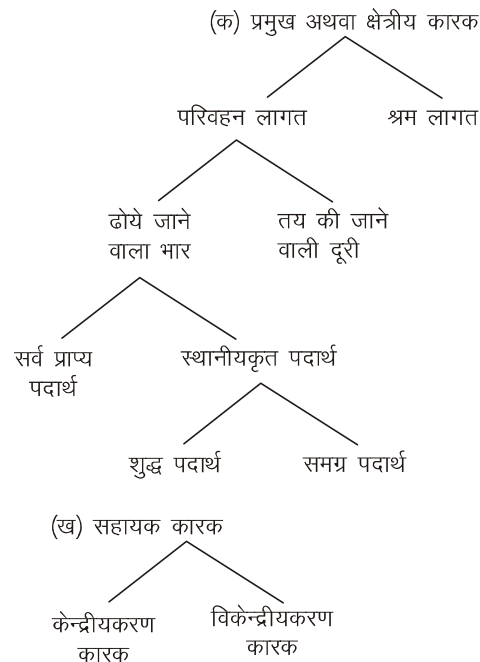 (क) प्रमुख अथवा क्षेत्रीय कारक
परिवहन लागत
श्रम लागत
ढोये जाने
वाला भार
तय की जाने
वाली दूरी
सर्व प्राप्य
पदार्थ
स्थानीयकृत पदार्थ
शुद्ध पदार्थ
समग्र पदार्थ
(ख) सहायक कारक
केन्द्रीयकरण
कारक
विकेन्द्रीयकरण
कारक